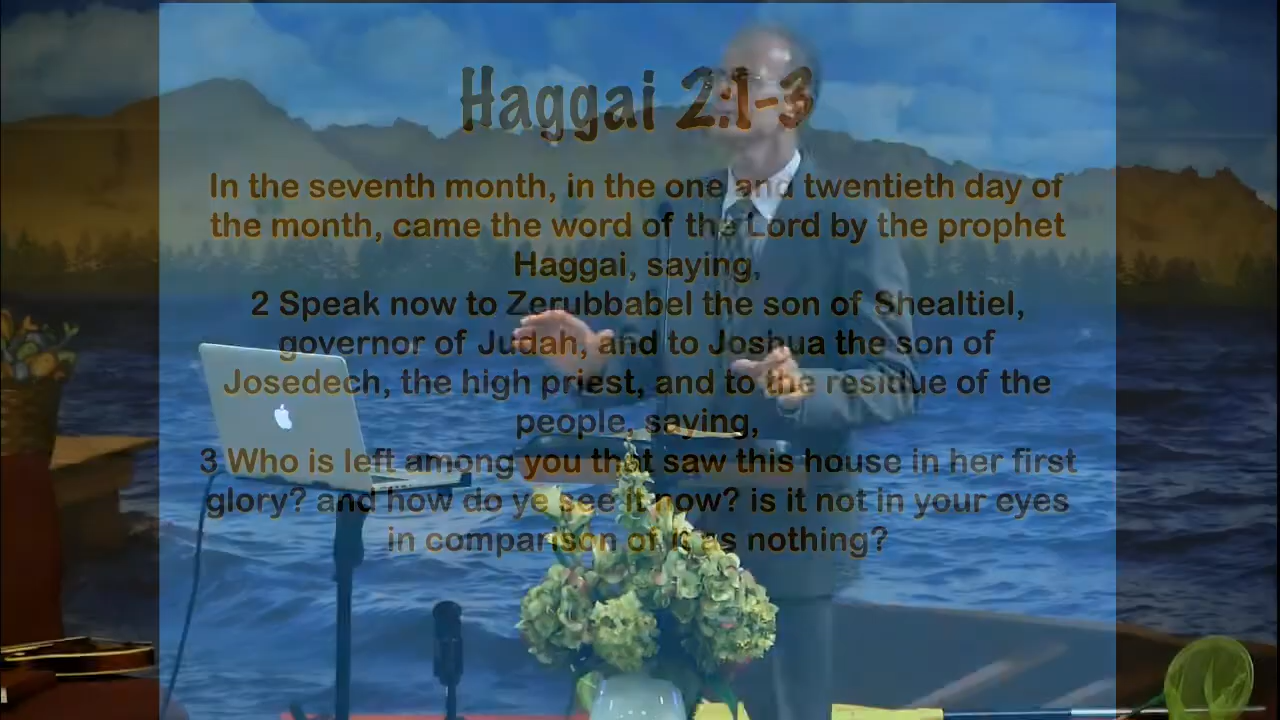 Haggai 2:1-3
In the seventh month, in the one and twentieth day of
the month, came the word of the Lord by the prophet
Haggai, saying,
2 Speak now to Zerubbabel the son of Shealtiel,
governor of Judah, and to Joshua the son of
Josedech, the high priest, and to the residue of the
people, saying,
3 Who is left among you that saw this house in her first
glory? and how do ye see it now? is it not in your eyes
in comparison of it as nothing?